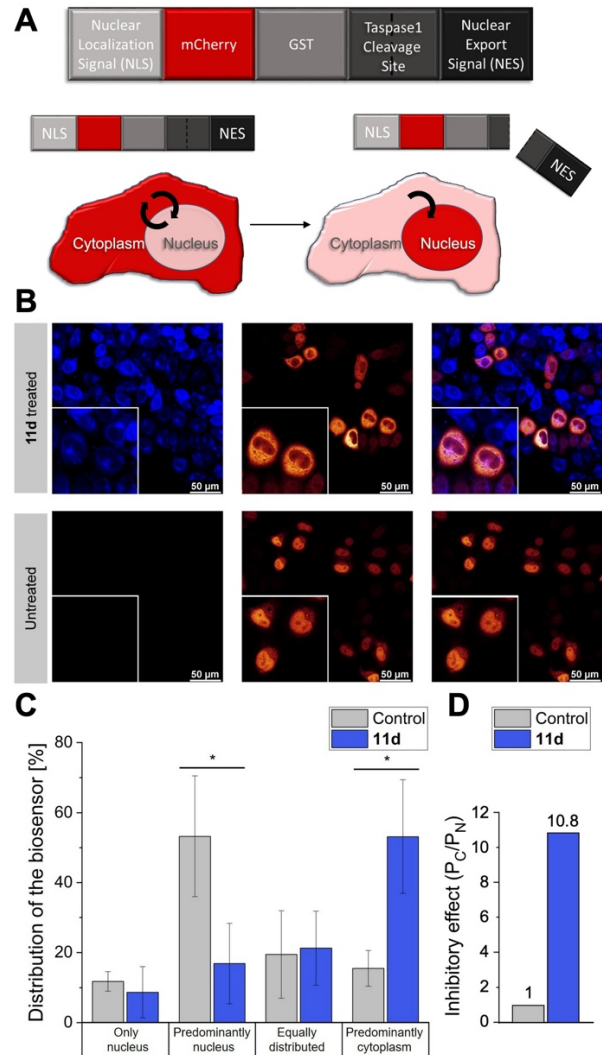 A
Nuclear
Localization
Signal (NLS)
mCherry
GST
Taspase1
Cleavage
Site
Nuclear
Export
Signal (NES)
NLS
NES
NLS
NES
Cytoplasm
Nucleus
Cytoplasm
Nucleus
B
11d treated
50 µm
50 µm
50 µm
Untreated
50 µm
50 µm
50 µm
C
Control
11d
Distribution of the biosensor [%]
80
60
40
20
0
*
*
Only
nucleus
Predominantly
nucleus
Equally
distributed
Predominantly
cytoplasm
D
Control
11d
Inhibitory effect (PC/PN)
12
10
8
6
4
2
0
1
10.8